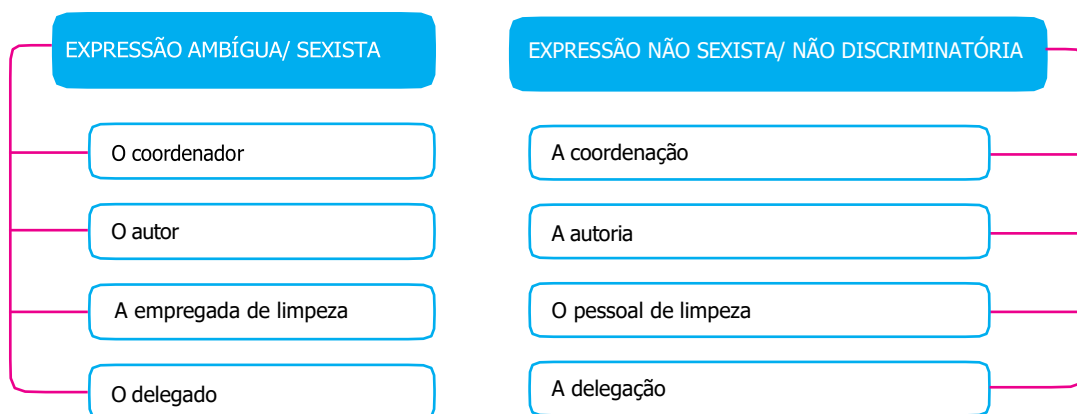 EXPRESSÃO AMBÍGUA/ SEXISTA
EXPRESSÃO NÃO SEXISTA/ NÃO DISCRIMINATÓRIA
O coordenador
A coordenação
O autor
A autoria
A empregada de limpeza
O pessoal de limpeza
O delegado
A delegação